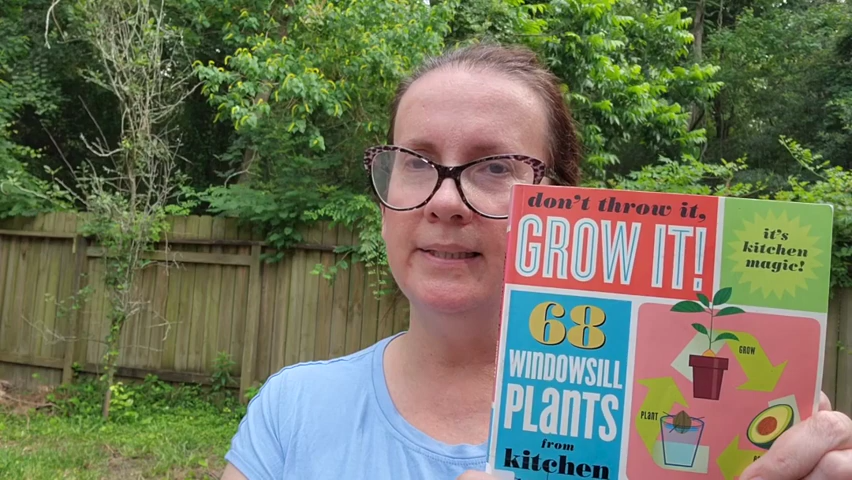 don't throw it,
GROW IT!
it's
kitchen
magic!
68
WINDOWSILL
PLANTS
from
kitchen
GROW
PLANT